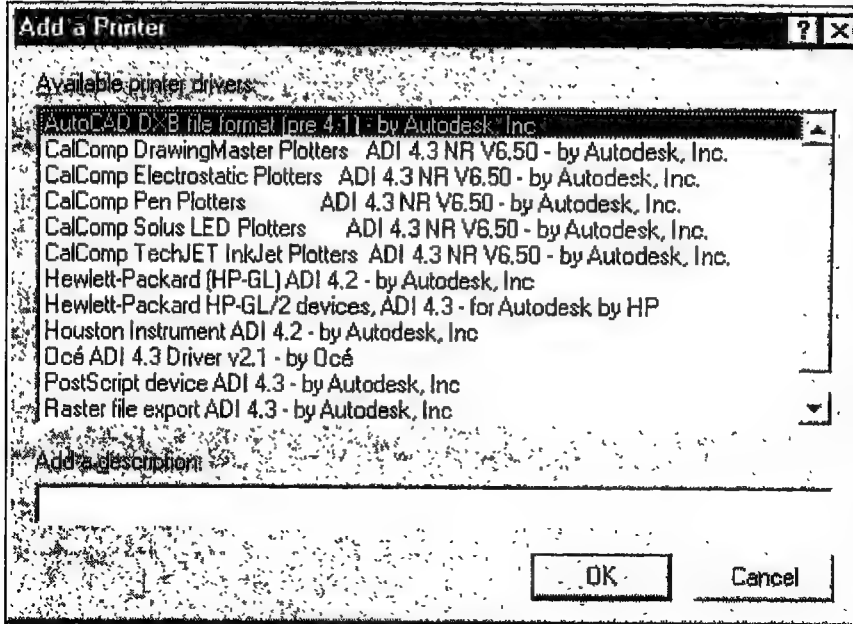 Add a Printer
Available printer drivers:
AutoCAD DXB file format (pre 4.1) - by Autodesk, Inc
CalComp DrawingMaster Plotters ADI 4.3 NR V6.50 - by Autodesk, Inc.
CalComp Electrostatic Plotters ADI 4.3 NR V6.50 - by Autodesk, Inc.
CalComp Pen Plotters ADI 4.3 NR V6.50 - by Autodesk, Inc.
CalComp Solus LED Plotters ADI 4.3 NR V6.50 - by Autodesk, Inc.
CalComp TechJET InkJet Plotters ADI 4.3 NR V6.50 - by Autodesk, Inc.
Hewlett-Packard (HP-GL) ADI 4.2 - by Autodesk, Inc
Hewlett-Packard HP-GL/2 devices, ADI 4.3 - for Autodesk by HP
Houston Instrument ADI 4.2 - by Autodesk, Inc
Océ ADI 4.3 Driver v2.1 - by Océ
PostScript device ADI 4.3 - by Autodesk, Inc
Raster file export ADI 4.3 - by Autodesk, Inc
Add a description:
OK Cancel